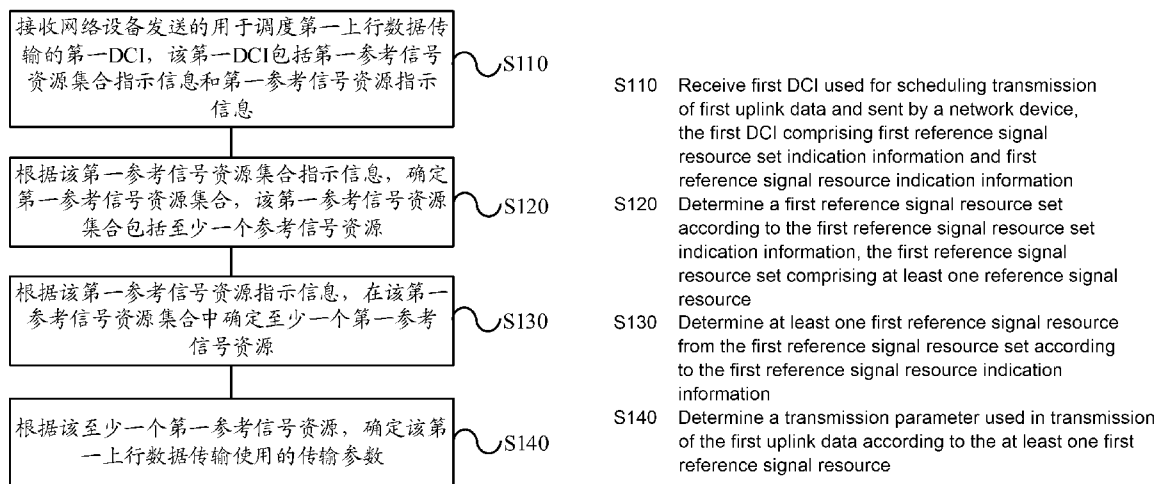 接收网络设备发送的用于调度第一上行数据传
输的第一DCI，该第一DCI包括第一参考信号
资源集合指示信息和第一参考信号资源指示
信息
S110
根据该第一参考信号资源集合指示信息，确定
第一参考信号资源集合，该第一参考信号资源
集合包括至少一个参考信号资源
S120
根据该第一参考信号资源指示信息，在该第一
参考信号资源集合中确定至少一个第一参考
信号资源
S130
根据该至少一个第一参考信号资源，确定该第
一上行数据传输使用的传输参数
S140
S110 Receive first DCI used for scheduling transmission
of first uplink data and sent by a network device,
the first DCI comprising first reference signal
resource set indication information and first
reference signal resource indication information
S120 Determine a first reference signal resource set
according to the first reference signal resource set
indication information, the first reference signal
resource set comprising at least one reference signal
resource
S130 Determine at least one first reference signal resource
from the first reference signal resource set according
to the first reference signal resource indication
information
S140 Determine a transmission parameter used in transmission
of the first uplink data according to the at least one first
reference signal resource